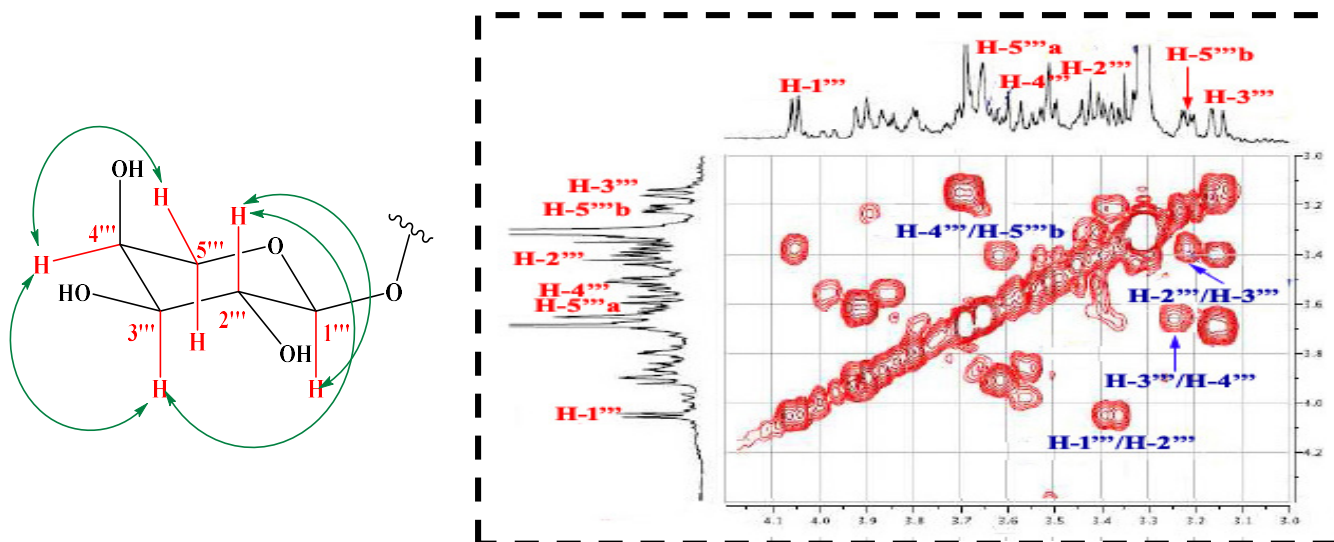 OH
H
H
4'''
5'''
O
H
HO
2'''
O
3'''
1'''
H
OH
H
H
H-5'''a
H-5'''b
H-2'''
H-4'''
H-1'''
H-3'''
H-3'''
H-5'''b
H-2'''
H-4'''
H-5'''a
H-1'''
H-4'''/H-5'''b
H-2'''/H-3'''
H-3'''/H-4'''
H-1'''/H-2'''
3.0
3.2
3.4
3.6
3.8
4.0
4.2
4.1 4.0 3.9 3.8 3.7 3.6 3.5 3.4 3.3 3.2 3.1 3.0